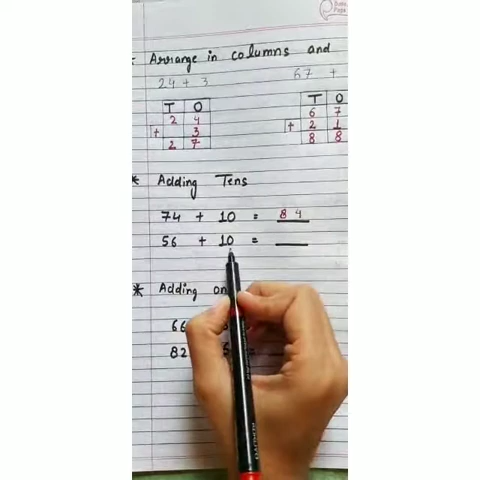 Arrange in columns and
24 + 3
67 +
T O
2 4
+ 3
2 7
T O
6 7
+ 2 1
8 8
* Adding Tens
74 + 10 = 84
56 + 10 =
* Adding on
66
82 =